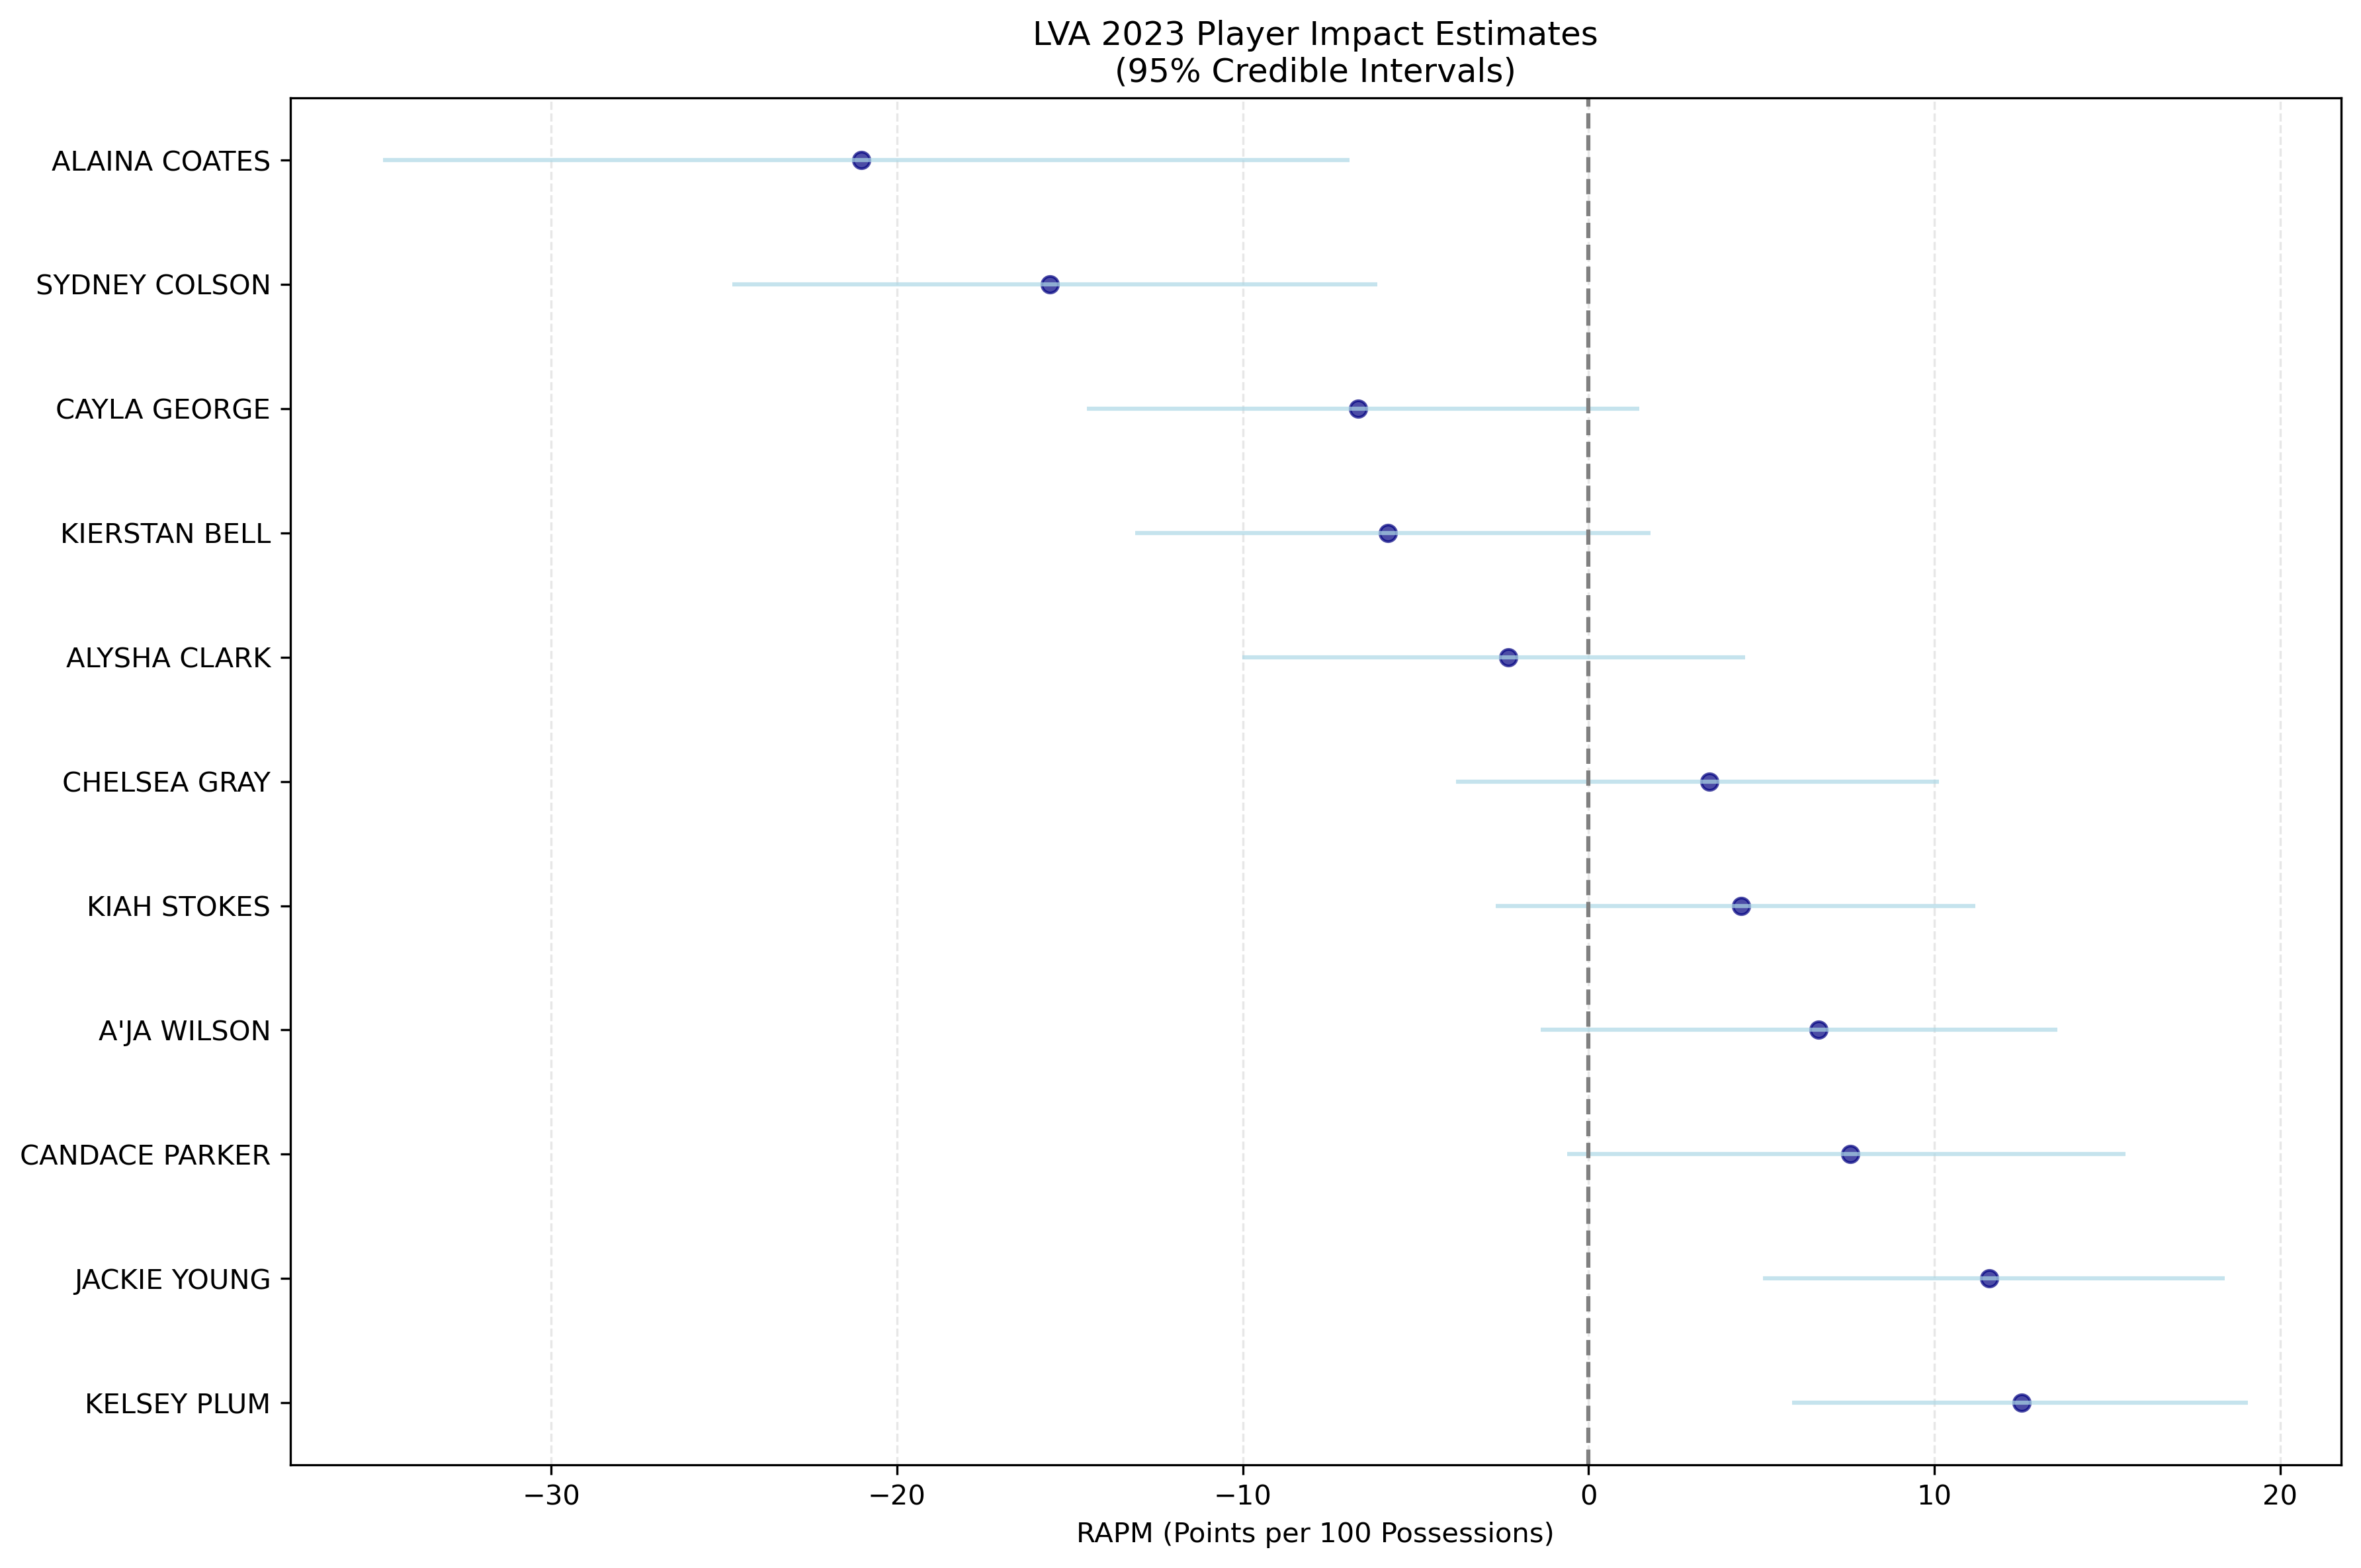 LVA 2023 Player Impact Estimates
(95% Credible Intervals)
ALAINA COATES
SYDNEY COLSON
CAYLA GEORGE
KIERSTAN BELL
ALYSHA CLARK
CHELSEA GRAY
KIAH STOKES
A'JA WILSON
CANDACE PARKER
JACKIE YOUNG
KELSEY PLUM
−30 −20 −10 0 10 20
RAPM (Points per 100 Possessions)